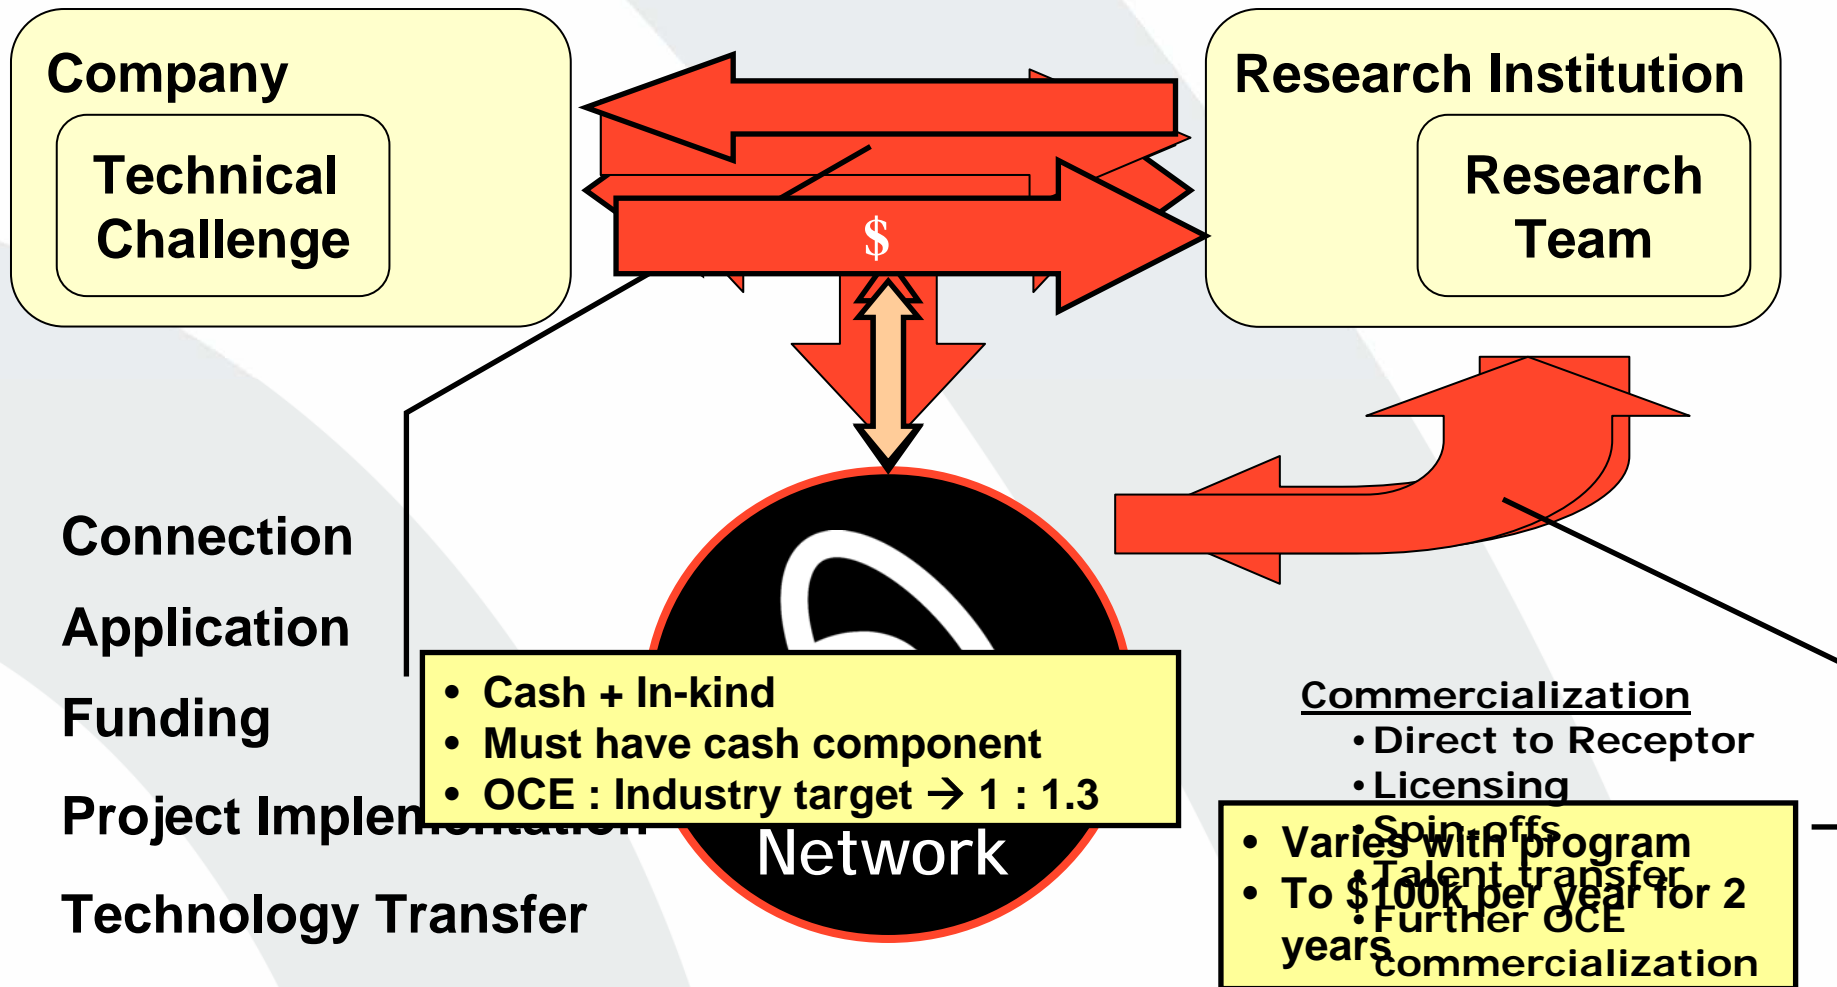 Company
Technical
Challenge
$
Research Institution
Research
Team
Connection
Application
Funding
Project Implementation
Technology Transfer
• Cash + In-kind
• Must have cash component
• OCE : Industry target → 1 : 1.3
Network
Commercialization
• Direct to Receptor
• Licensing
• Spin-offs
• Talent transfer
• Further OCE
commercialization
• Varies with program
• To $100k per year for 2
years